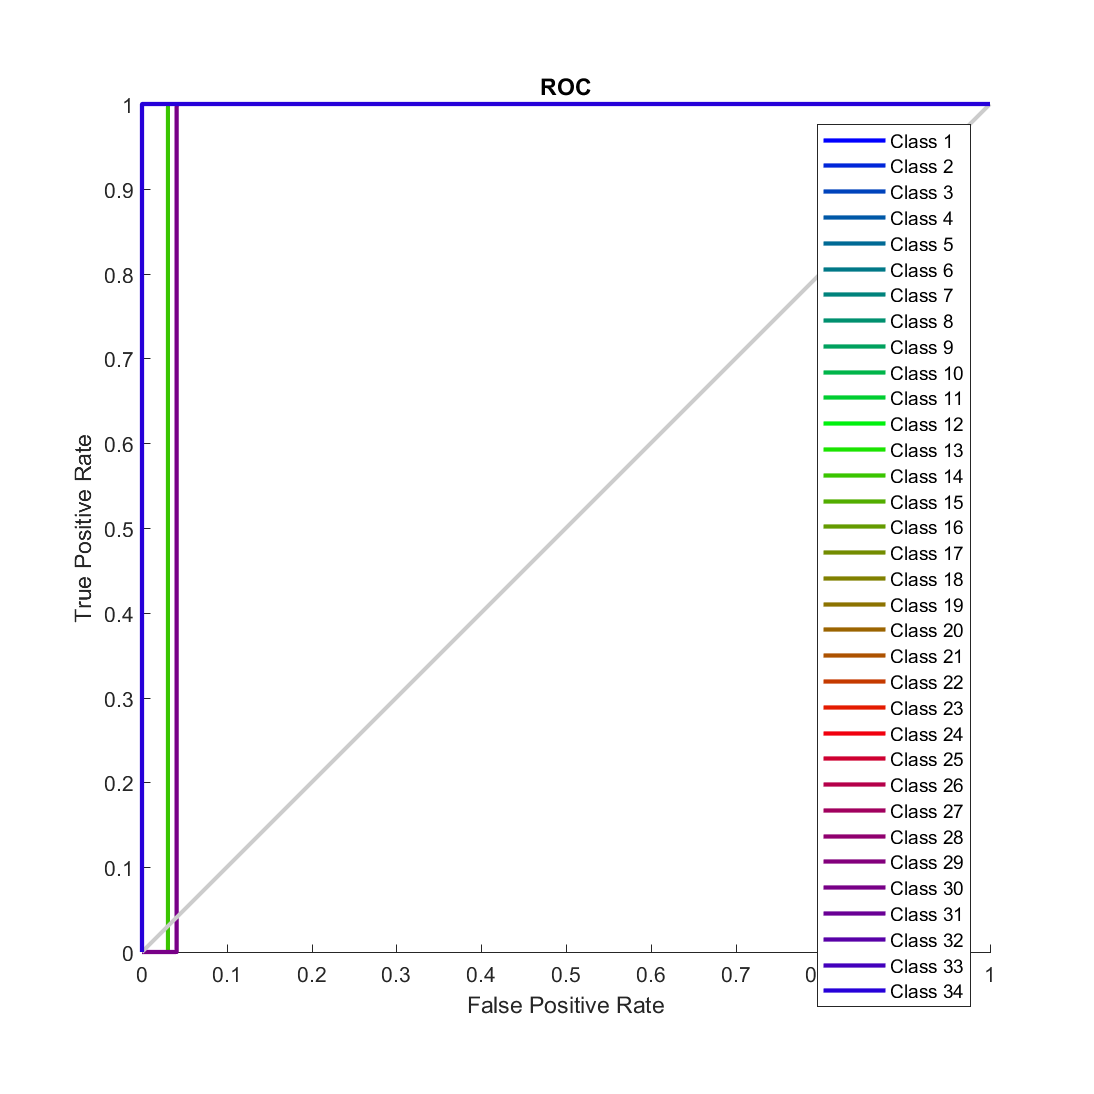 ROC
True Positive Rate
1
0.9
0.8
0.7
0.6
0.5
0.4
0.3
0.2
0.1
0
0 0.1 0.2 0.3 0.4 0.5 0.6 0.7 1
False Positive Rate
Class 1
Class 2
Class 3
Class 4
Class 5
Class 6
Class 7
Class 8
Class 9
Class 10
Class 11
Class 12
Class 13
Class 14
Class 15
Class 16
Class 17
Class 18
Class 19
Class 20
Class 21
Class 22
Class 23
Class 24
Class 25
Class 26
Class 27
Class 28
Class 29
Class 30
Class 31
Class 32
Class 33
Class 34